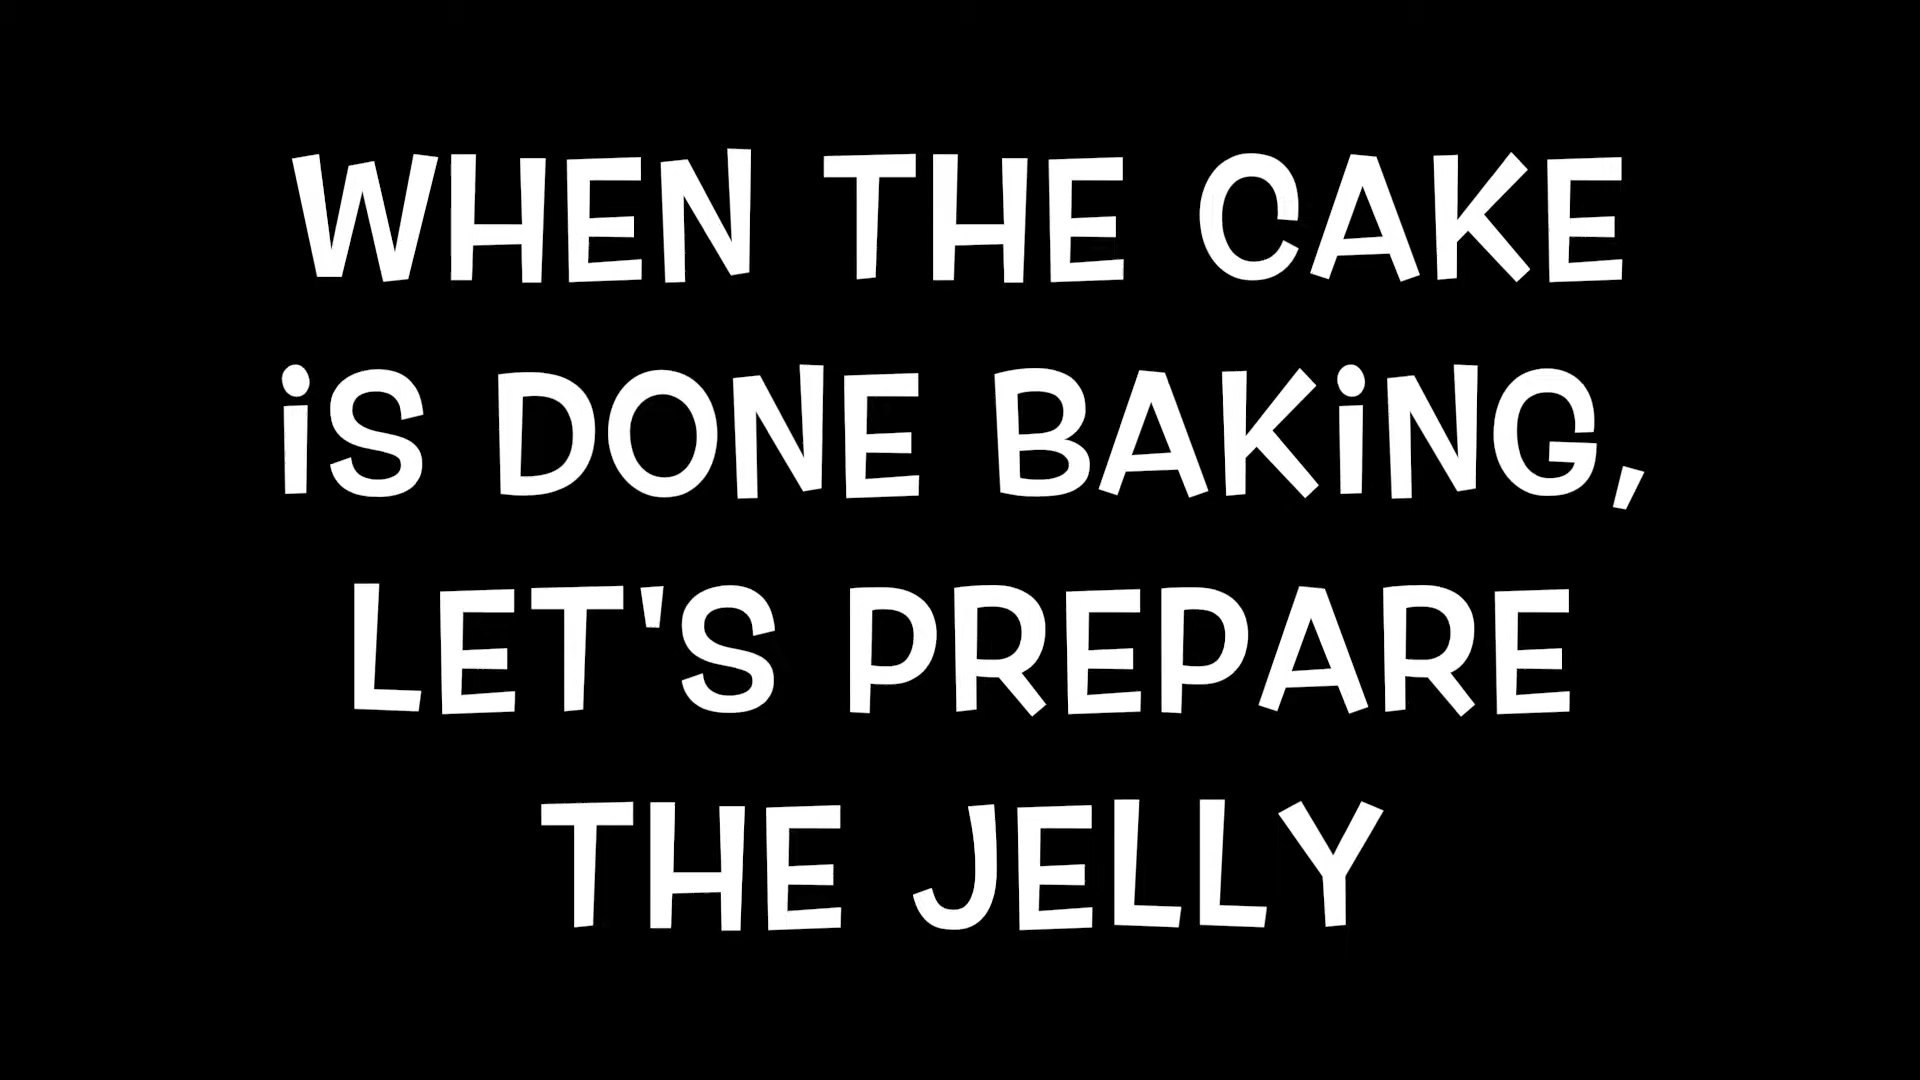 WHEN THE CAKE
iS DONE BAKiNG,
LET'S PREPARE
THE JELLY